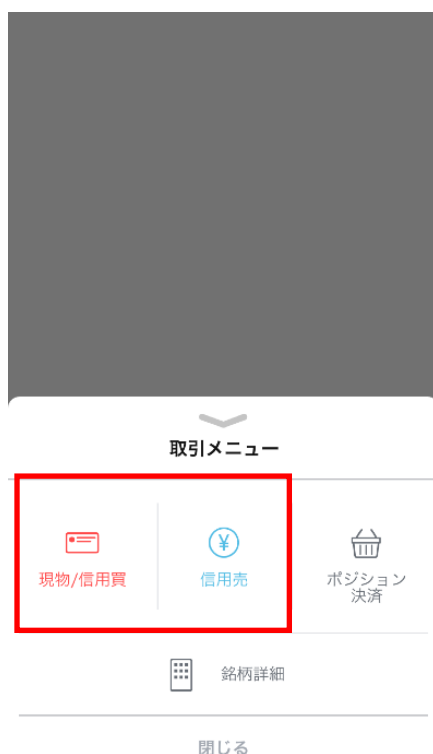 取引メニュー
現物/信用買
信用売
ポジション
決済
銘柄詳細
閉じる